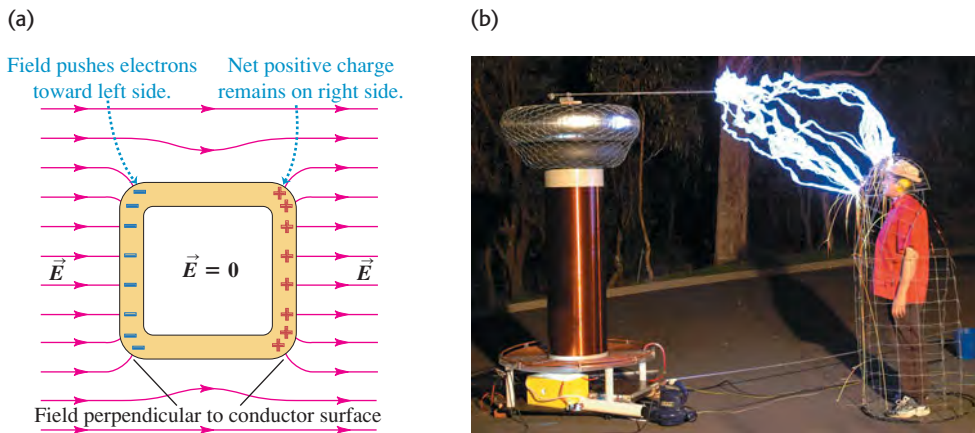 (a)
Field pushes electrons
toward left side.
Net positive charge
remains on right side.
E⃗
E⃗ = 0
E⃗
Field perpendicular to conductor surface
(b)